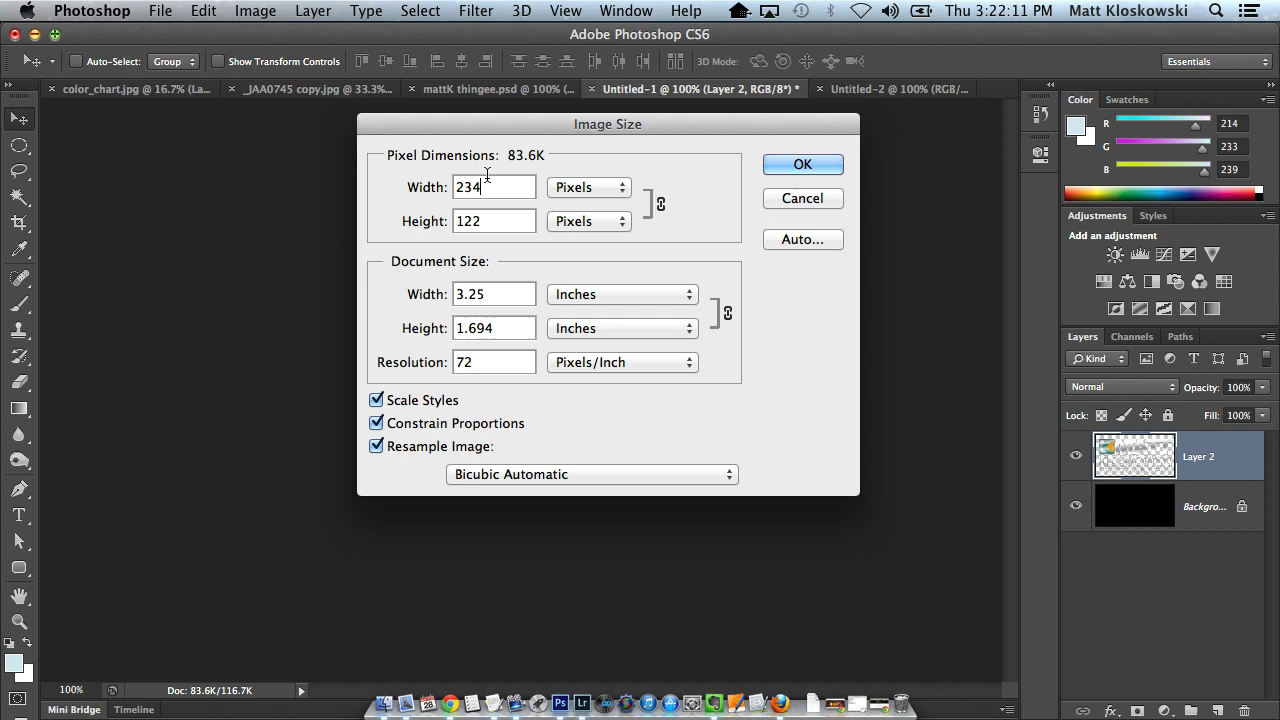 Photoshop File Edit Image Layer Type Select Filter 3D View Window Help Thu 3:22:11 PM Matt Kloskowski
Adobe Photoshop CS6
Auto-Select: Group Show Transform Controls 3D Mode: Essentials
color_chart.jpg @ 16.7% (La... _JAA0745 copy.jpg @ 33.3%... mattK thingee.psd @ 100% (... Untitled-1 @ 100% (Layer 2, RGB/8*) * Untitled-2 @ 100% (RGB/...
Image Size
Pixel Dimensions: 83.6K
Width: 234 Pixels
Height: 122 Pixels
Document Size:
Width: 3.25 Inches
Height: 1.694 Inches
Resolution: 72 Pixels/Inch
Scale Styles
Constrain Proportions
Resample Image:
Bicubic Automatic
OK
Cancel
Auto...
Color Swatches
R 214
G 233
B 239
Adjustments Styles
Add an adjustment
Layers Channels Paths
Kind
Normal Opacity: 100%
Lock: Fill: 100%
Layer 2
Backgro...
fx
100% Doc: 83.6K/116.7K
Mini Bridge Timeline